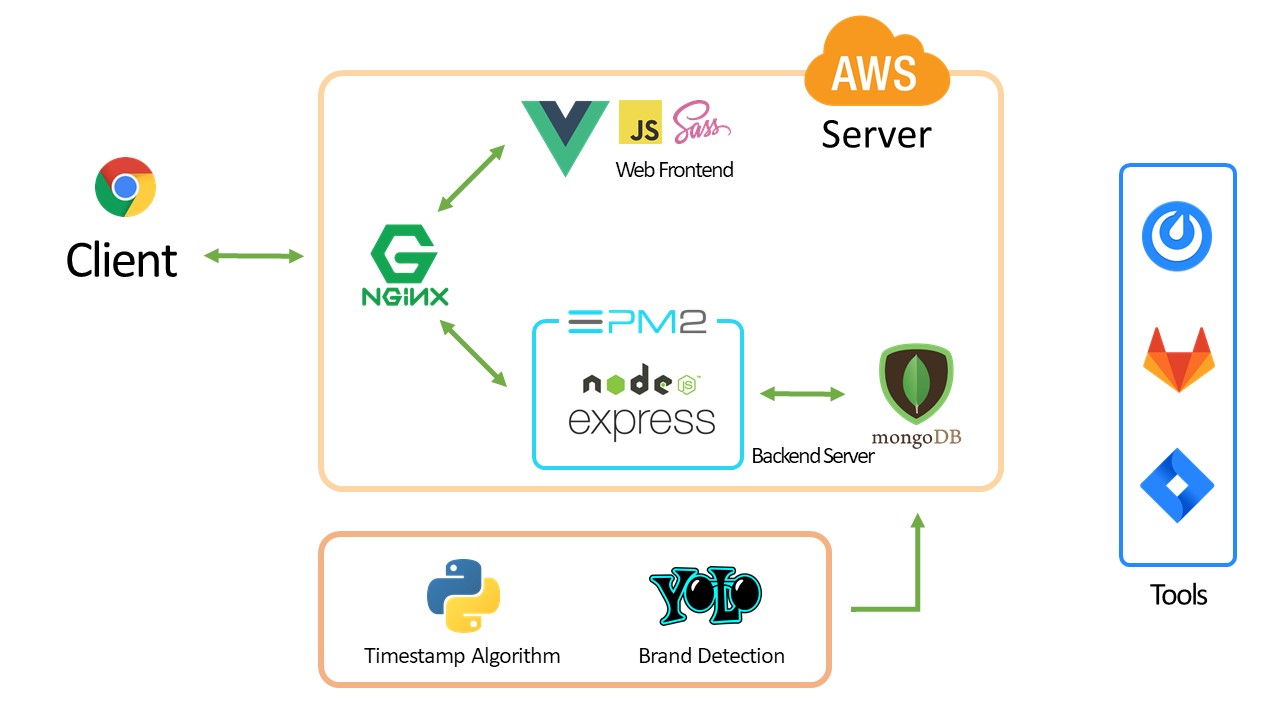 AWS
Server
JS
Sass
Web Frontend
Client
NGINX
PM2
node
JS™
express
mongoDB
Backend Server
YOLO
Timestamp Algorithm
Brand Detection
Tools